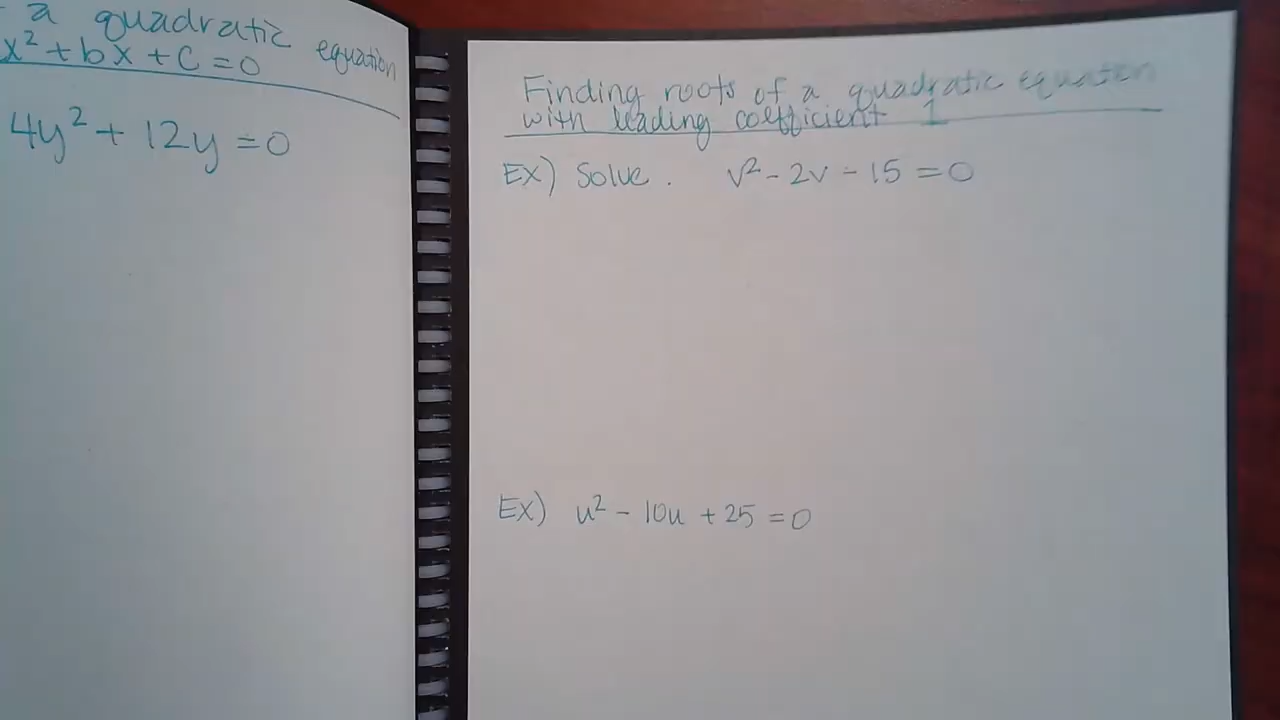 a quadratic equation
x² + bx + c = 0
4y² + 12y = 0
Finding roots of a quadratic equation
with leading coefficient 1
Ex) Solve. v² - 2v - 15 = 0
Ex) u² - 10u + 25 = 0